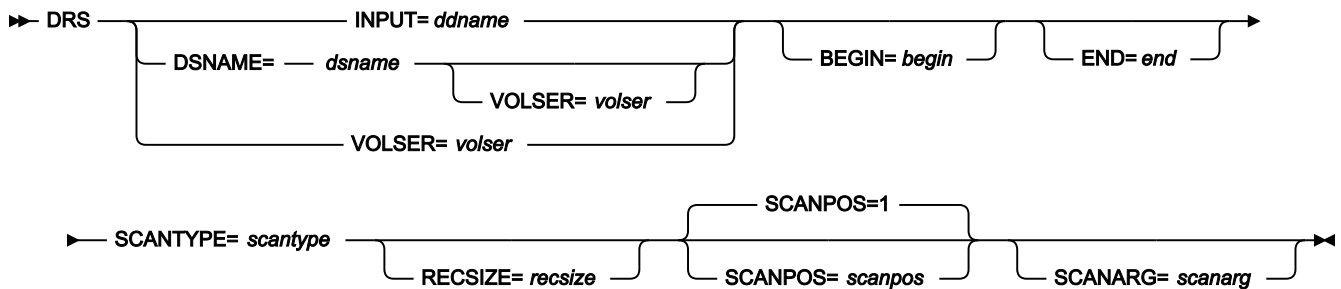 DRS INPUT= ddname
DSNAME= dsname BEGIN= begin END= end
VOLSER= volser
VOLSER= volser
SCANPOS=1
SCANTYPE= scantype
RECSIZE= recsize SCANPOS= scanpos SCANARG= scanarg